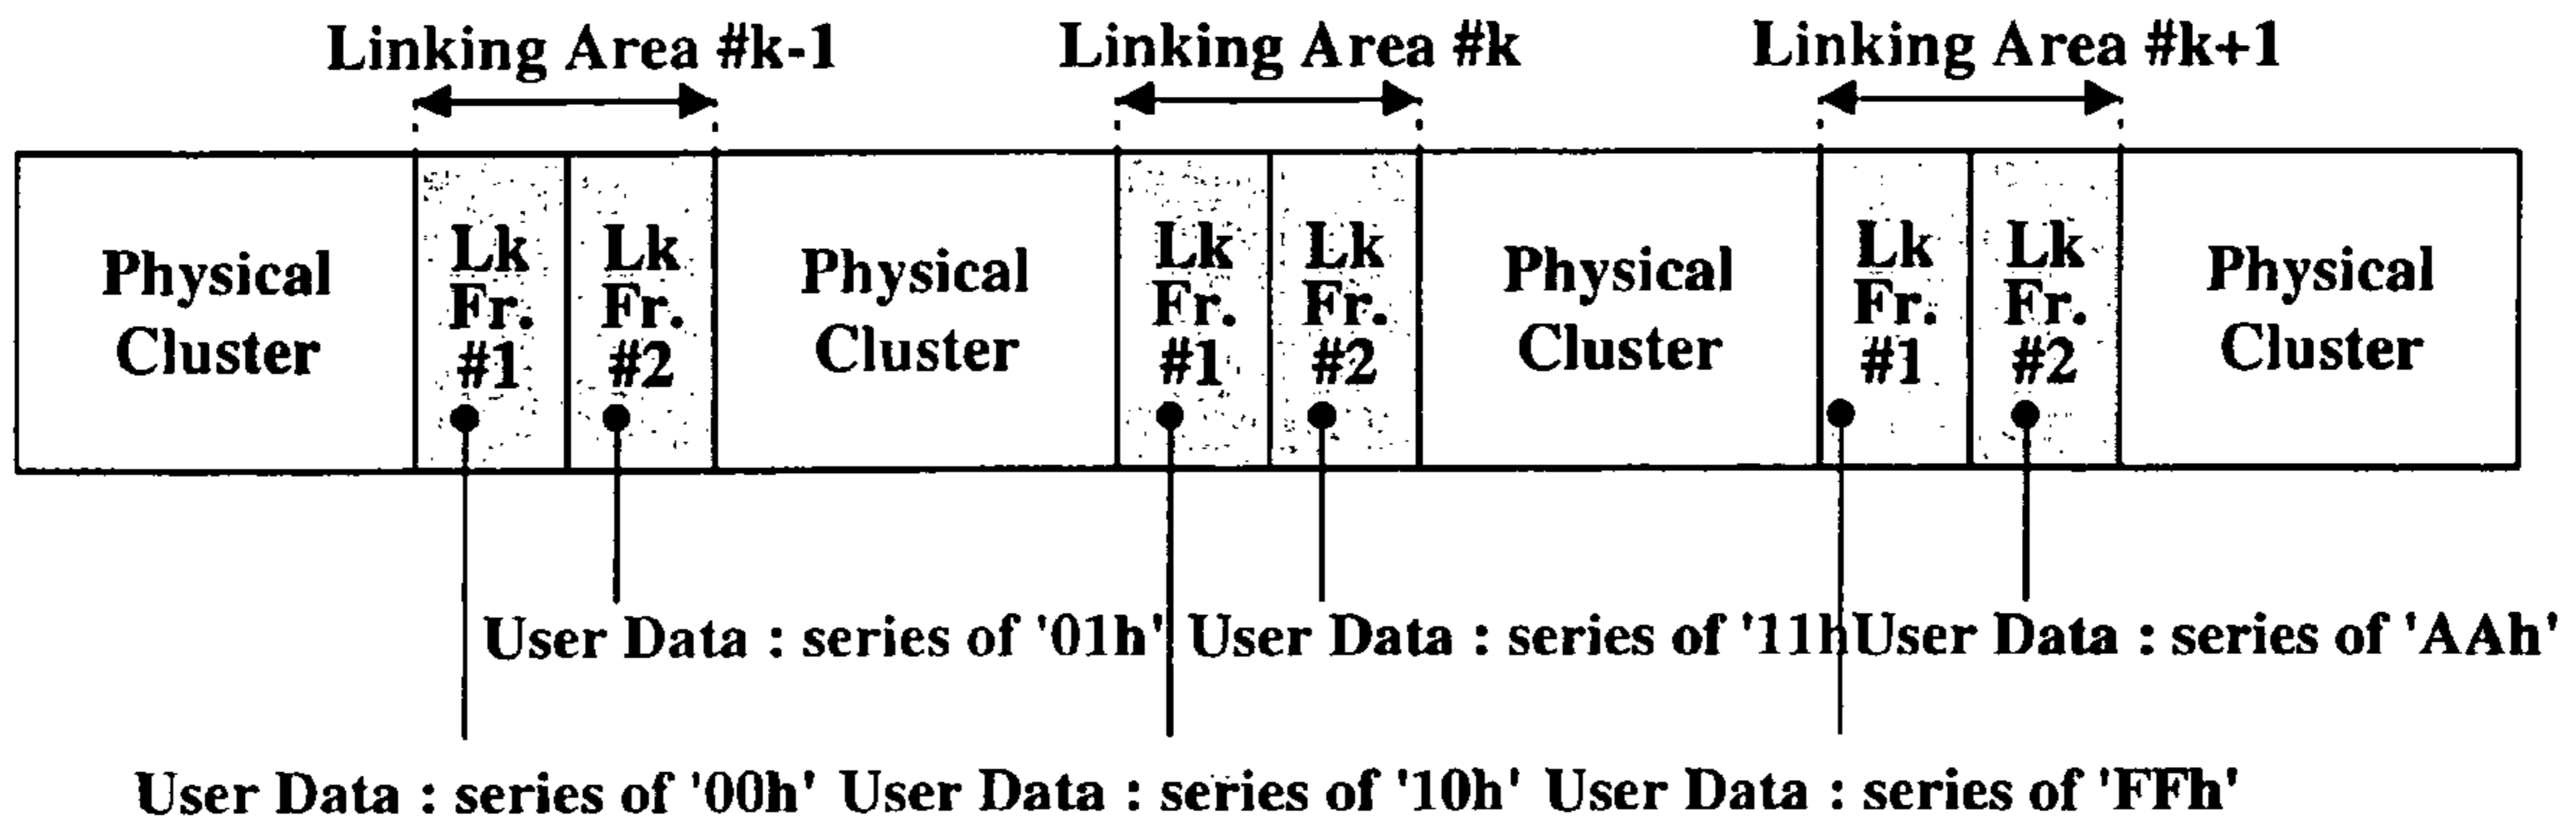 Linking Area #k-1 Linking Area #k Linking Area #k+1
Physical Cluster Lk Fr. #1 Lk Fr. #2 Physical Cluster Lk Fr. #1 Lk Fr. #2 Physical Cluster Lk Fr. #1 Lk Fr. #2 Physical Cluster
User Data : series of '01h' User Data : series of '11h User Data : series of 'AAh'
User Data : series of '00h' User Data : series of '10h' User Data : series of 'FFh'